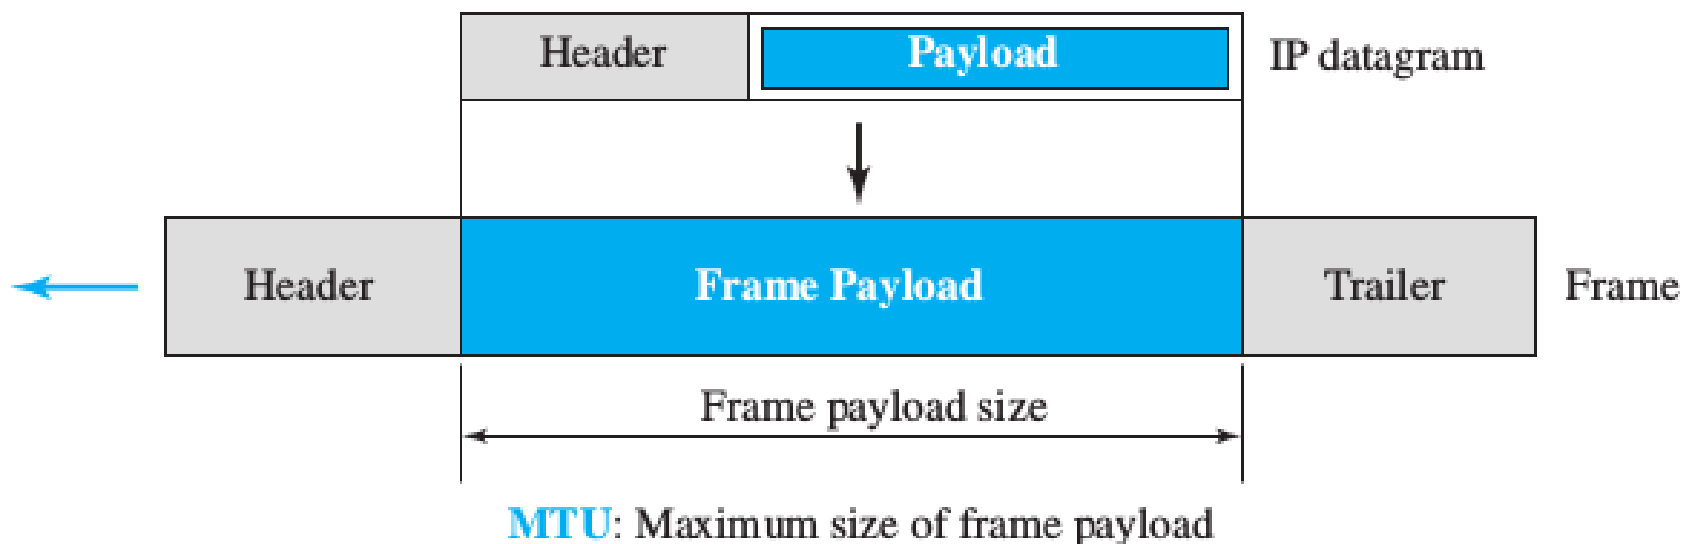 Header Payload IP datagram
Header Frame Payload Trailer Frame
Frame payload size
MTU: Maximum size of frame payload